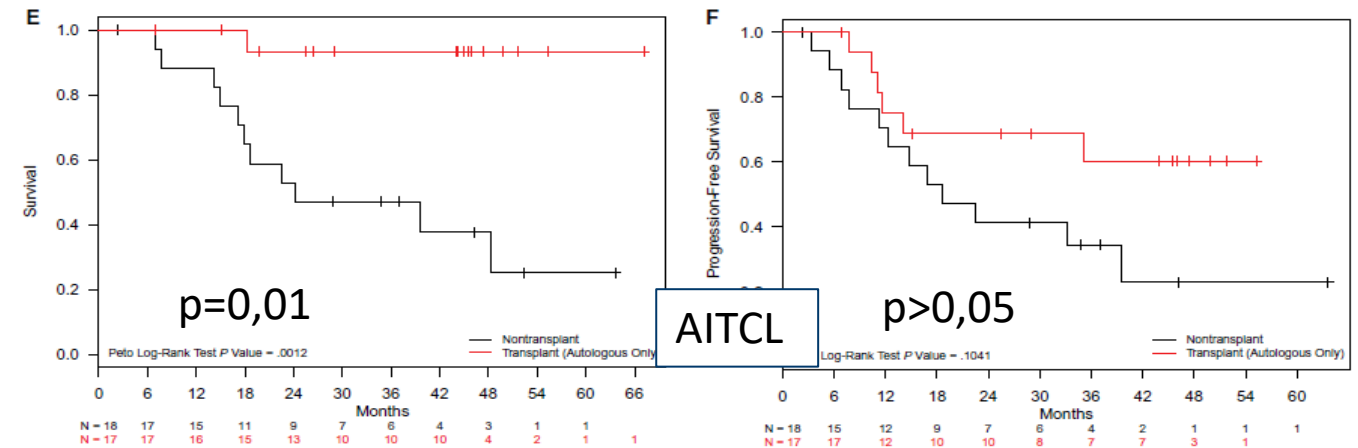 E
Survival
1.0
0.8
0.6
0.4
0.2
0.0
p=0,01
Peto Log-Rank Test P Value = .0012
Nontransplant
Transplant (Autologous Only)
0 6 12 18 24 30 36 42 48 54 60 66
Months
N = 18 17 15 11 9 7 6 4 3 1 1
N = 17 17 16 15 13 10 10 10 4 2 1 1
AITCL
F
Progression-Free Survival
1.0
0.8
0.6
0.4
p>0,05
Log-Rank Test P Value = .1041
Nontransplant
Transplant (Autologous Only)
0 6 12 18 24 30 36 42 48 54 60
Months
N = 18 15 12 9 7 6 4 2 1 1 1
N = 17 17 12 10 10 8 7 7 3 1